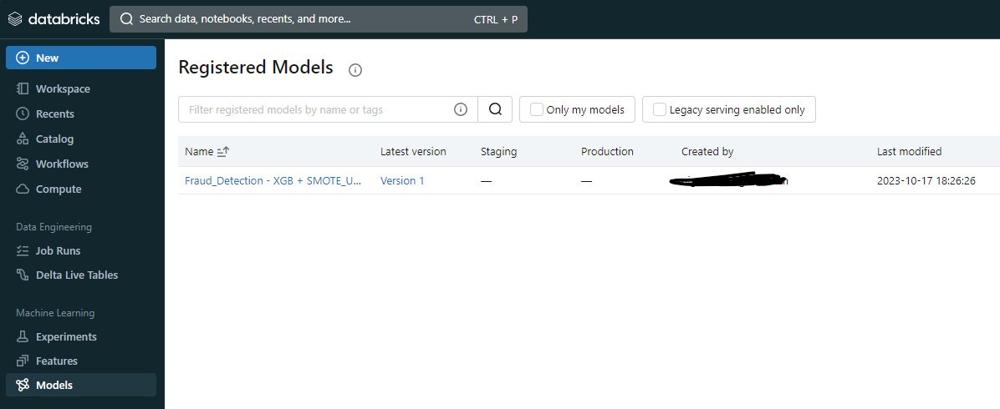 databricks
Search data, notebooks, recents, and more... CTRL + P
New
Workspace
Recents
Catalog
Workflows
Compute
Data Engineering
Job Runs
Delta Live Tables
Machine Learning
Experiments
Features
Models
Registered Models
Filter registered models by name or tags
Only my models
Legacy serving enabled only
Name Latest version Staging Production Created by Last modified
Fraud_Detection - XGB + SMOTE_U... Version 1 — — 2023-10-17 18:26:26